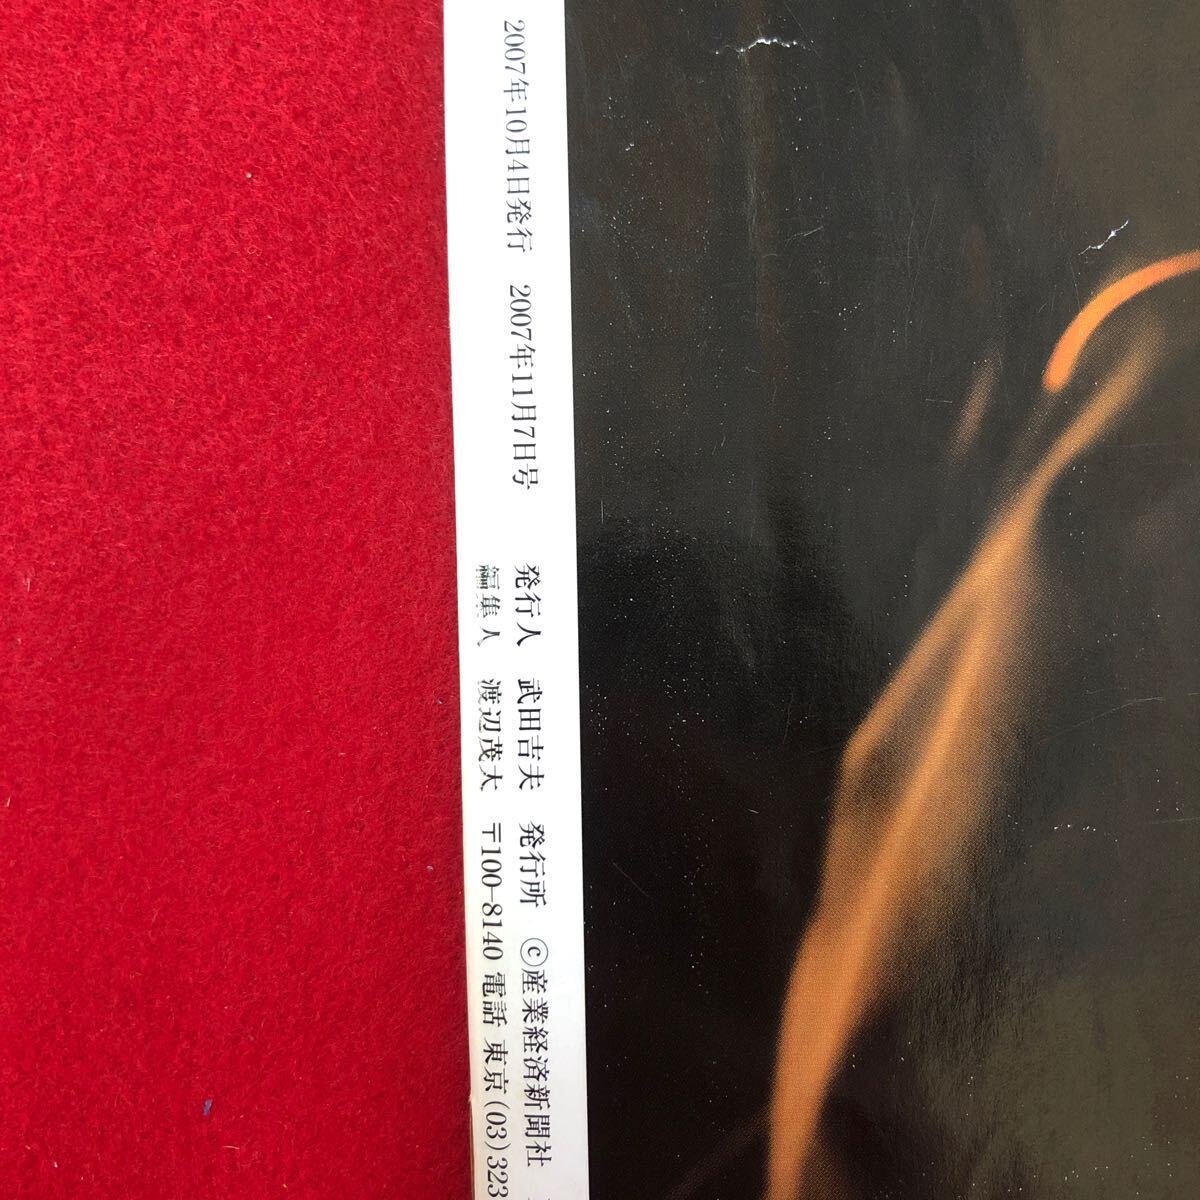 2007年10月4日発行 2007年11月7日号 発行人 武田吉夫 発行所 ©産業経済新聞社
編集人 渡辺茂大 〒100-8140 電話 東京(03)323